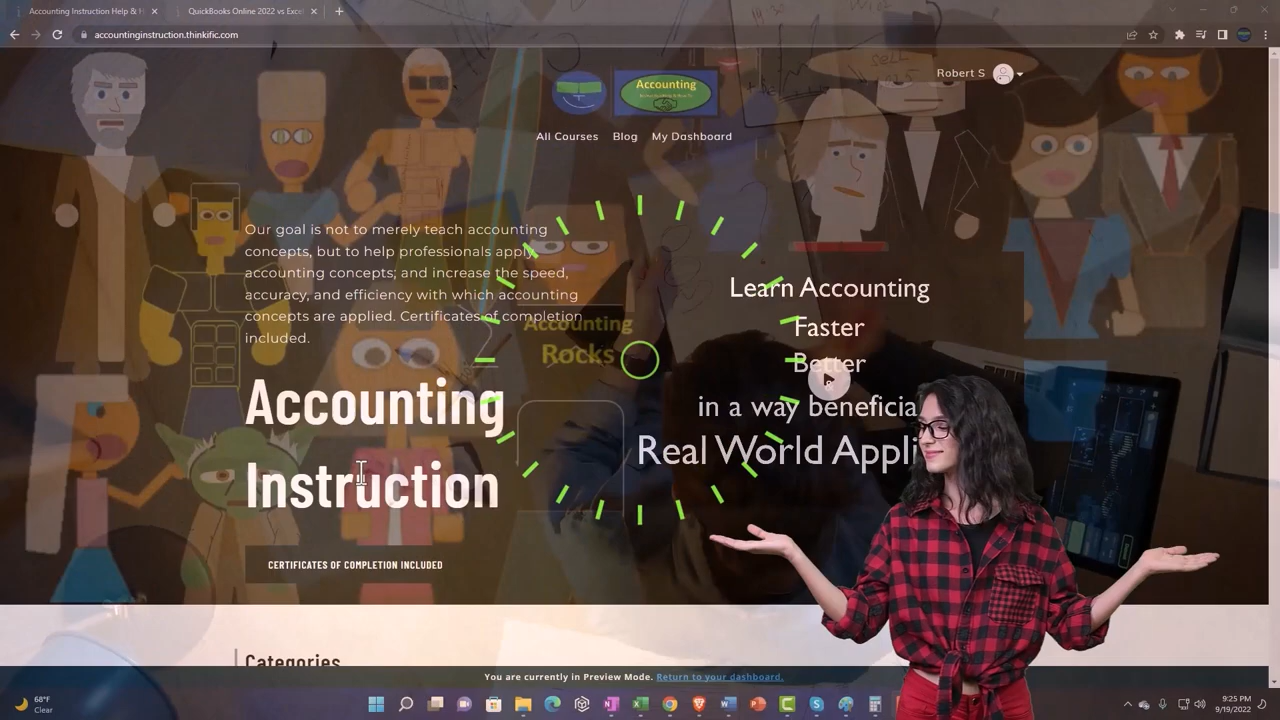 Accounting Instruction Help & H
QuickBooks Online 2022 vs Excel
accountinginstruction.thinkific.com
Robert S
Accounting
All Courses
Blog
My Dashboard
Our goal is not to merely teach accounting
concepts, but to help professionals apply
accounting concepts; and increase the speed,
accuracy, and efficiency with which accounting
concepts are applied. Certificates of completion
included.
Accounting
Rocks
Learn Accounting
Faster
Better
&
in a way beneficia
Real World Appli
Accounting
Instruction
CERTIFICATES OF COMPLETION INCLUDED
Categories
You are currently in Preview Mode. Return to your dashboard.
68°F
Clear
9:25 PM
9/19/2022